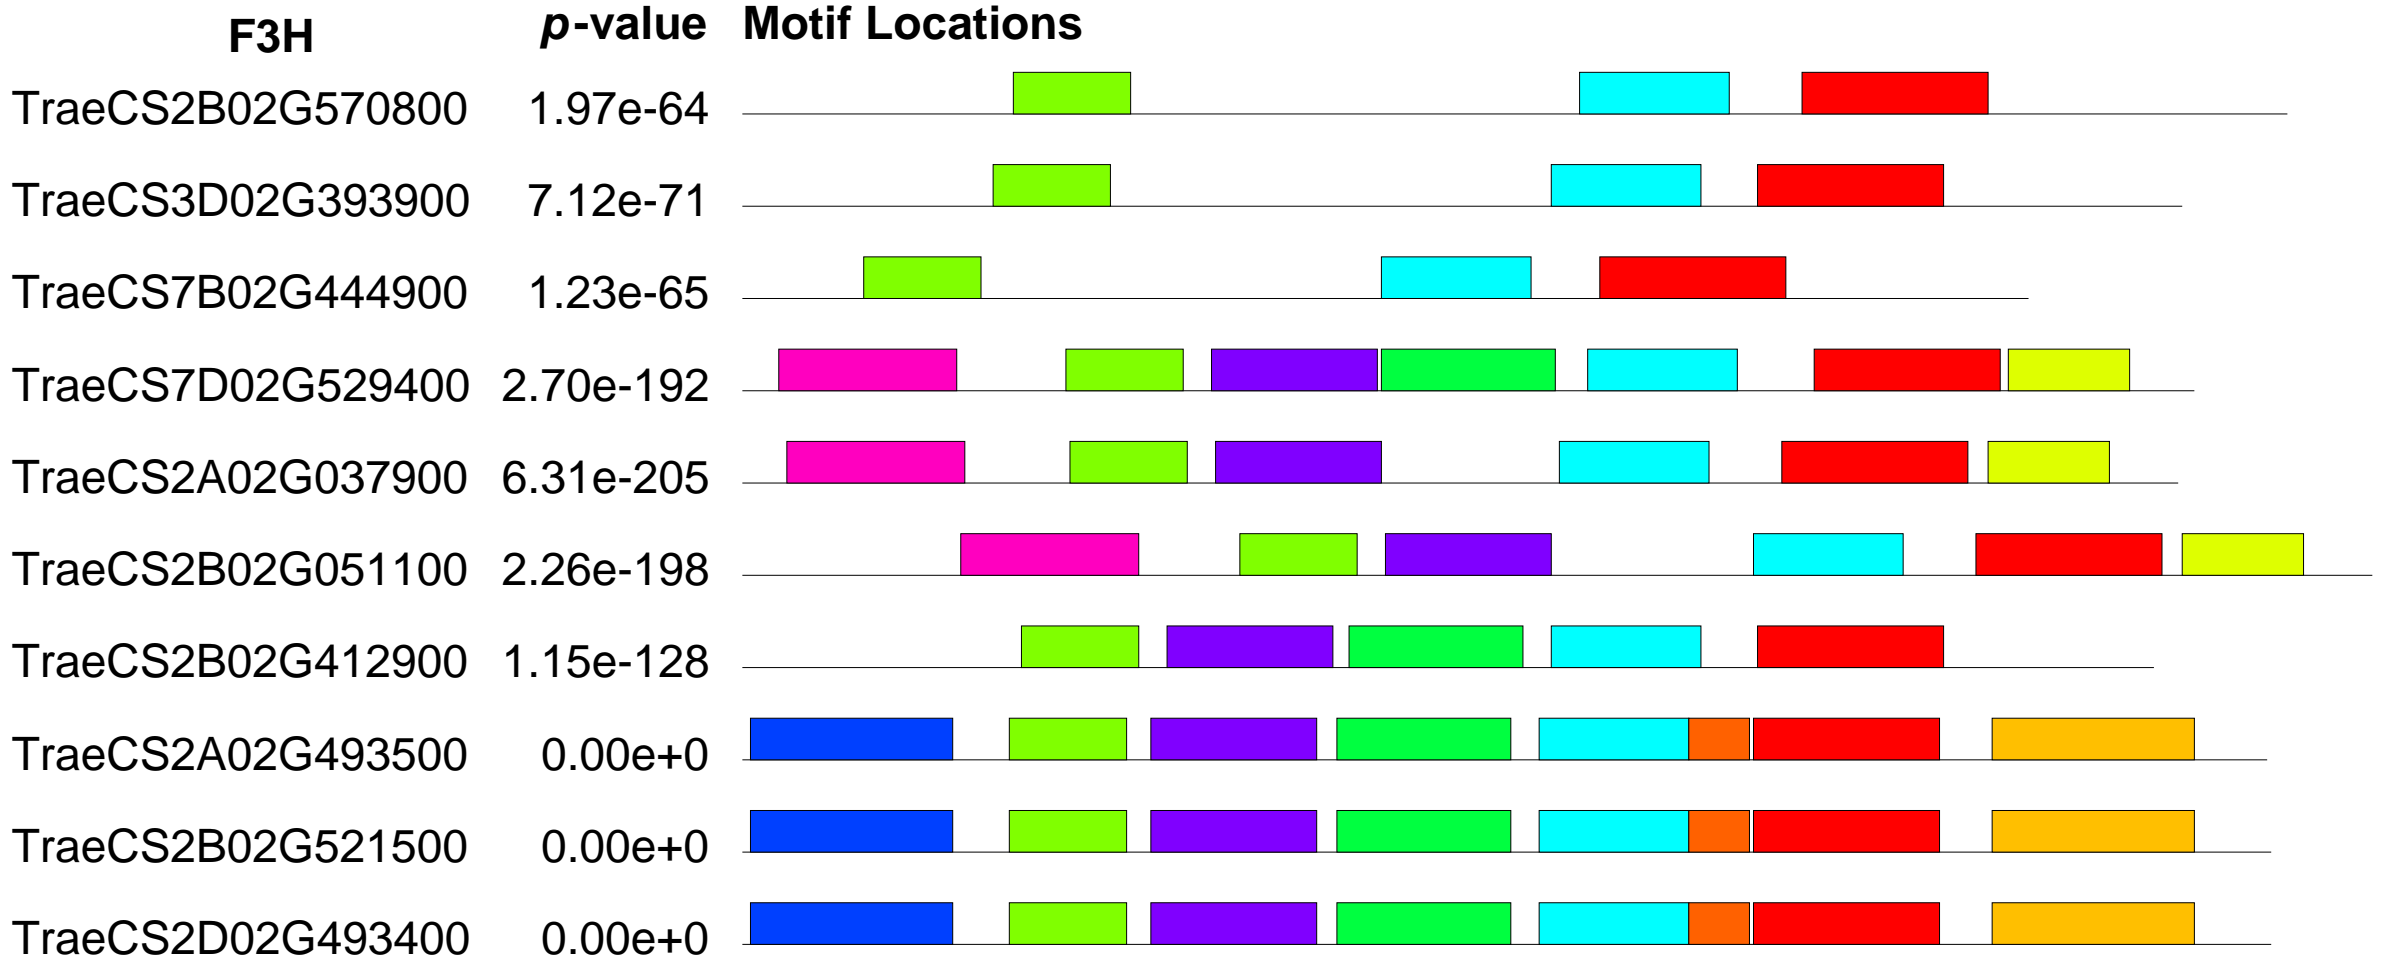 F3H p-value Motif Locations
TraeCS2B02G570800 1.97e-64
TraeCS3D02G393900 7.12e-71
TraeCS7B02G444900 1.23e-65
TraeCS7D02G529400 2.70e-192
TraeCS2A02G037900 6.31e-205
TraeCS2B02G051100 2.26e-198
TraeCS2B02G412900 1.15e-128
TraeCS2A02G493500 0.00e+0
TraeCS2B02G521500 0.00e+0
TraeCS2D02G493400 0.00e+0